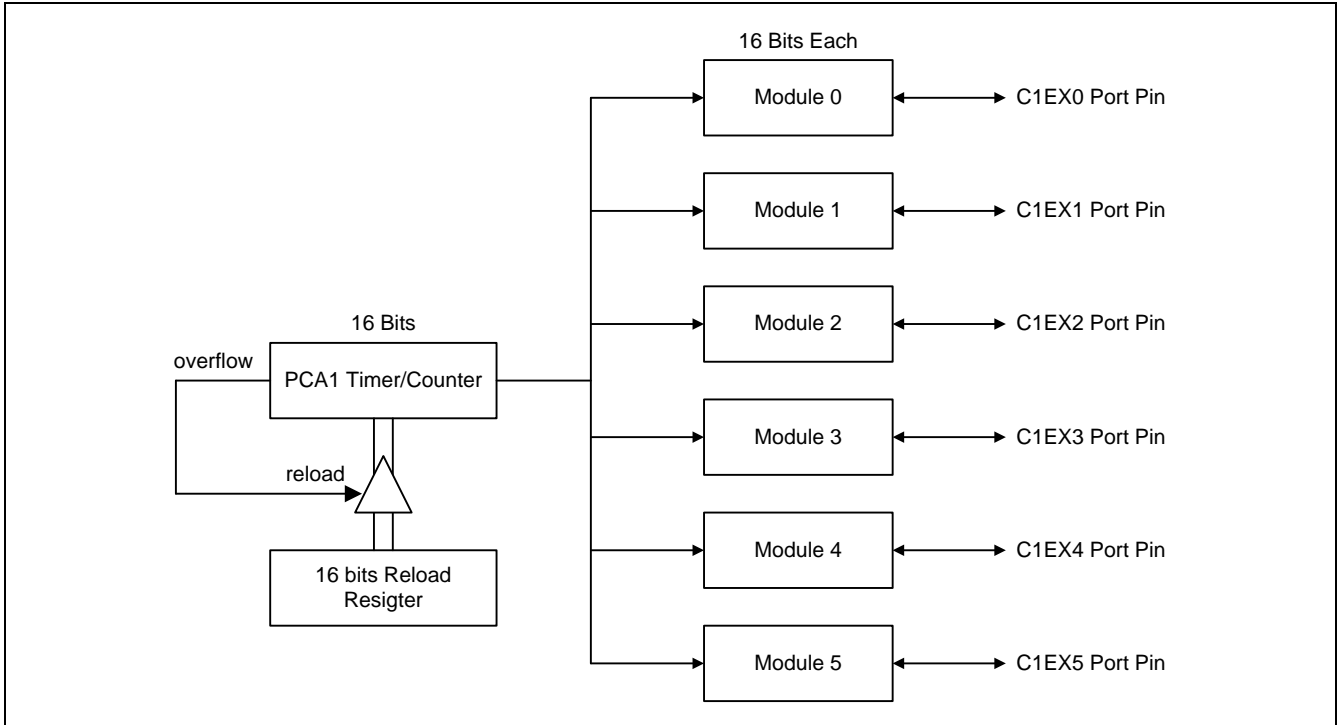 16 Bits Each
Module 0
C1EX0 Port Pin
Module 1
C1EX1 Port Pin
Module 2
C1EX2 Port Pin
16 Bits
overflow
PCA1 Timer/Counter
Module 3
C1EX3 Port Pin
reload
Module 4
C1EX4 Port Pin
16 bits Reload
Resigter
Module 5
C1EX5 Port Pin